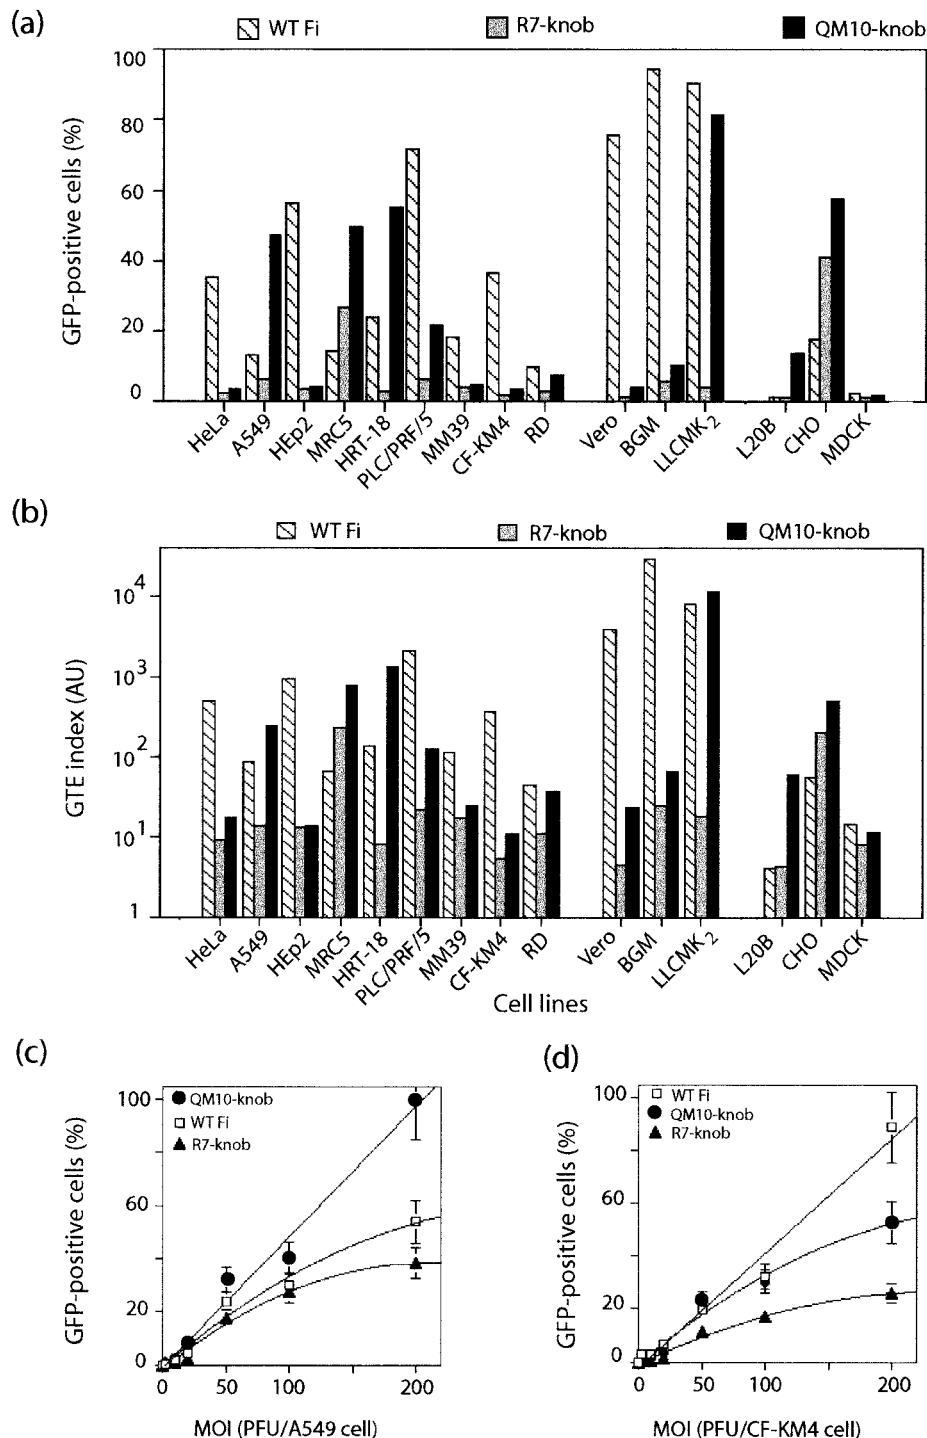 (a)
WT Fi R7-knob QM10-knob
GFP-positive cells (%)
100
80
60
40
20
0
HeLa A549 HEp2 MRC5 HRT-18 PLC/PRF/5 MM39 CF-KM4 RD Vero BGM LLCMK2 L20B CHO MDCK
(b)
WT Fi R7-knob QM10-knob
GTE index (AU)
10^4
10^3
10^2
10^1
1
HeLa A549 HEp2 MRC5 HRT-18 PLC/PRF/5 MM39 CF-KM4 RD Vero BGM LLCMK2 L20B CHO MDCK
Cell lines
(c)
GFP-positive cells (%)
100
60
20
0
QM10-knob
WT Fi
R7-knob
0 50 100 200
MOI (PFU/A549 cell)
(d)
GFP-positive cells (%)
100
60
20
0
WT Fi
QM10-knob
R7-knob
0 50 100 200
MOI (PFU/CF-KM4 cell)